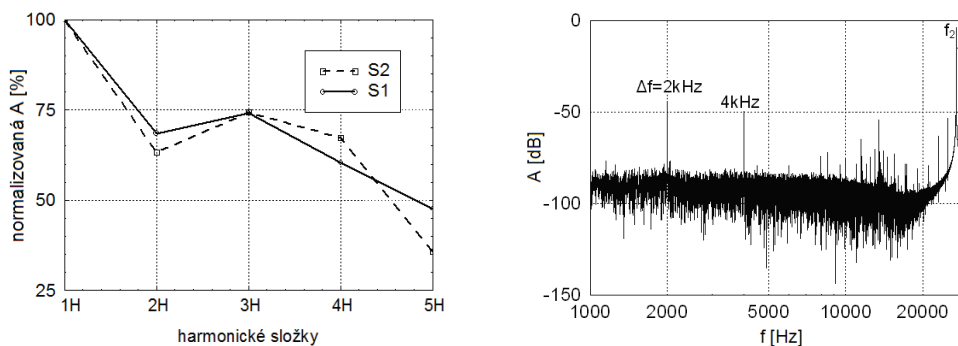 100
75
50
25
normalizovaná A [%]
S2
S1
1H 2H 3H 4H 5H
harmonické složky
0
-50
-100
-150
A [dB]
f2
Δf=2kHz
4kHz
1000 2000 5000 10000 20000
f [Hz]